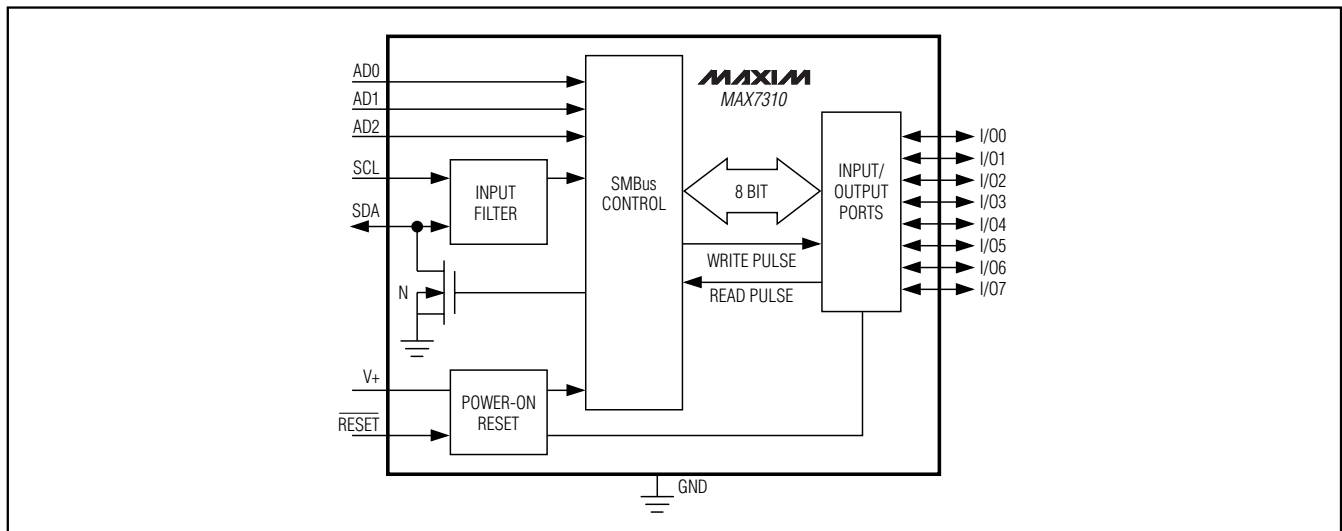 AD0
AD1
AD2
SCL
SDA
N
V+
RESET
INPUT
FILTER
POWER-ON
RESET
SMBus
CONTROL
MAXIM
MAX7310
8 BIT
WRITE PULSE
READ PULSE
INPUT/
OUTPUT
PORTS
I/O0
I/O1
I/O2
I/O3
I/O4
I/O5
I/O6
I/O7
GND